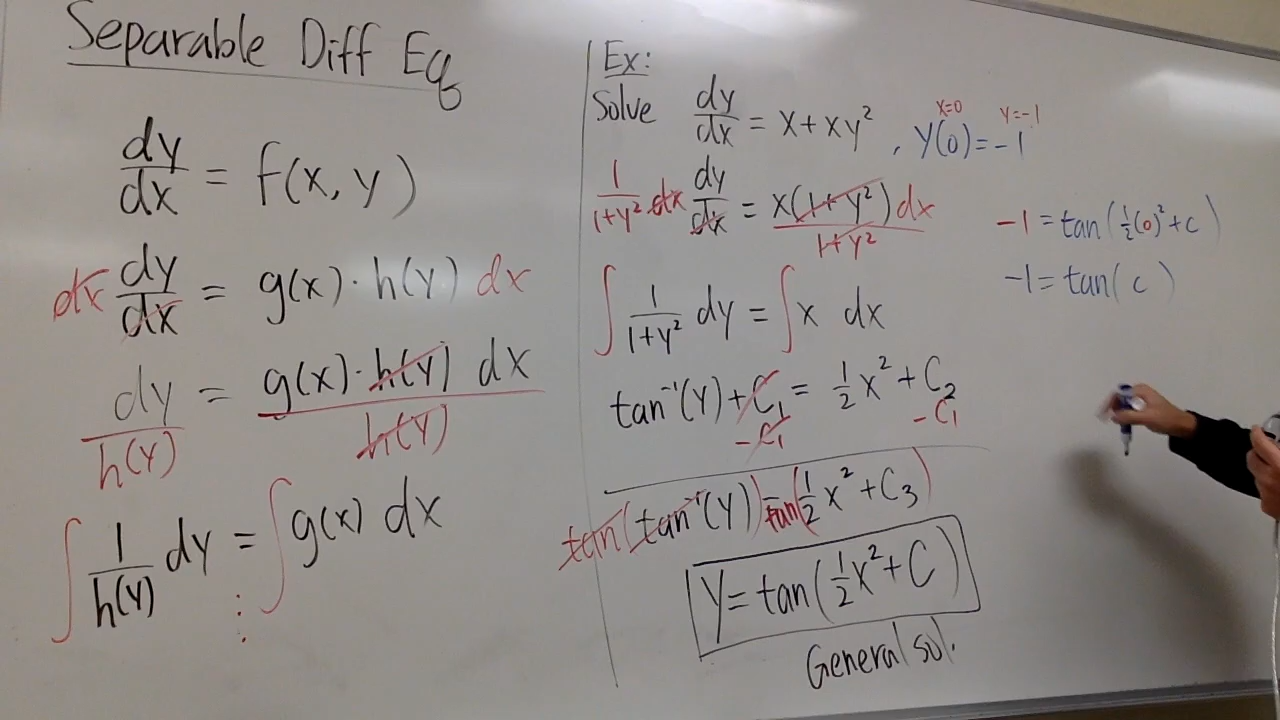 Separable Diff Eq
dy/dx = f(x, y)
dx dy/dx = g(x) · h(y) dx
dy/h(y) = g(x) · h(y) dx / h(y)
∫ 1/h(y) dy = ∫ g(x) dx
⋮
Ex:
Solve dy/dx = x + xy² , y(0) = -1
x=0 y=-1
1/1+y² · dx dy/dx = x(1+y²) dx / 1+y²
∫ 1/1+y² dy = ∫ x dx
tan⁻¹(y) + C₁ = ½x² + C₂
-C₁ -C₁
tan(tan⁻¹(y)) = tan(½x² + C₃)
y = tan(½x² + C)
General sol.
-1 = tan(½(0)² + C)
-1 = tan( C )